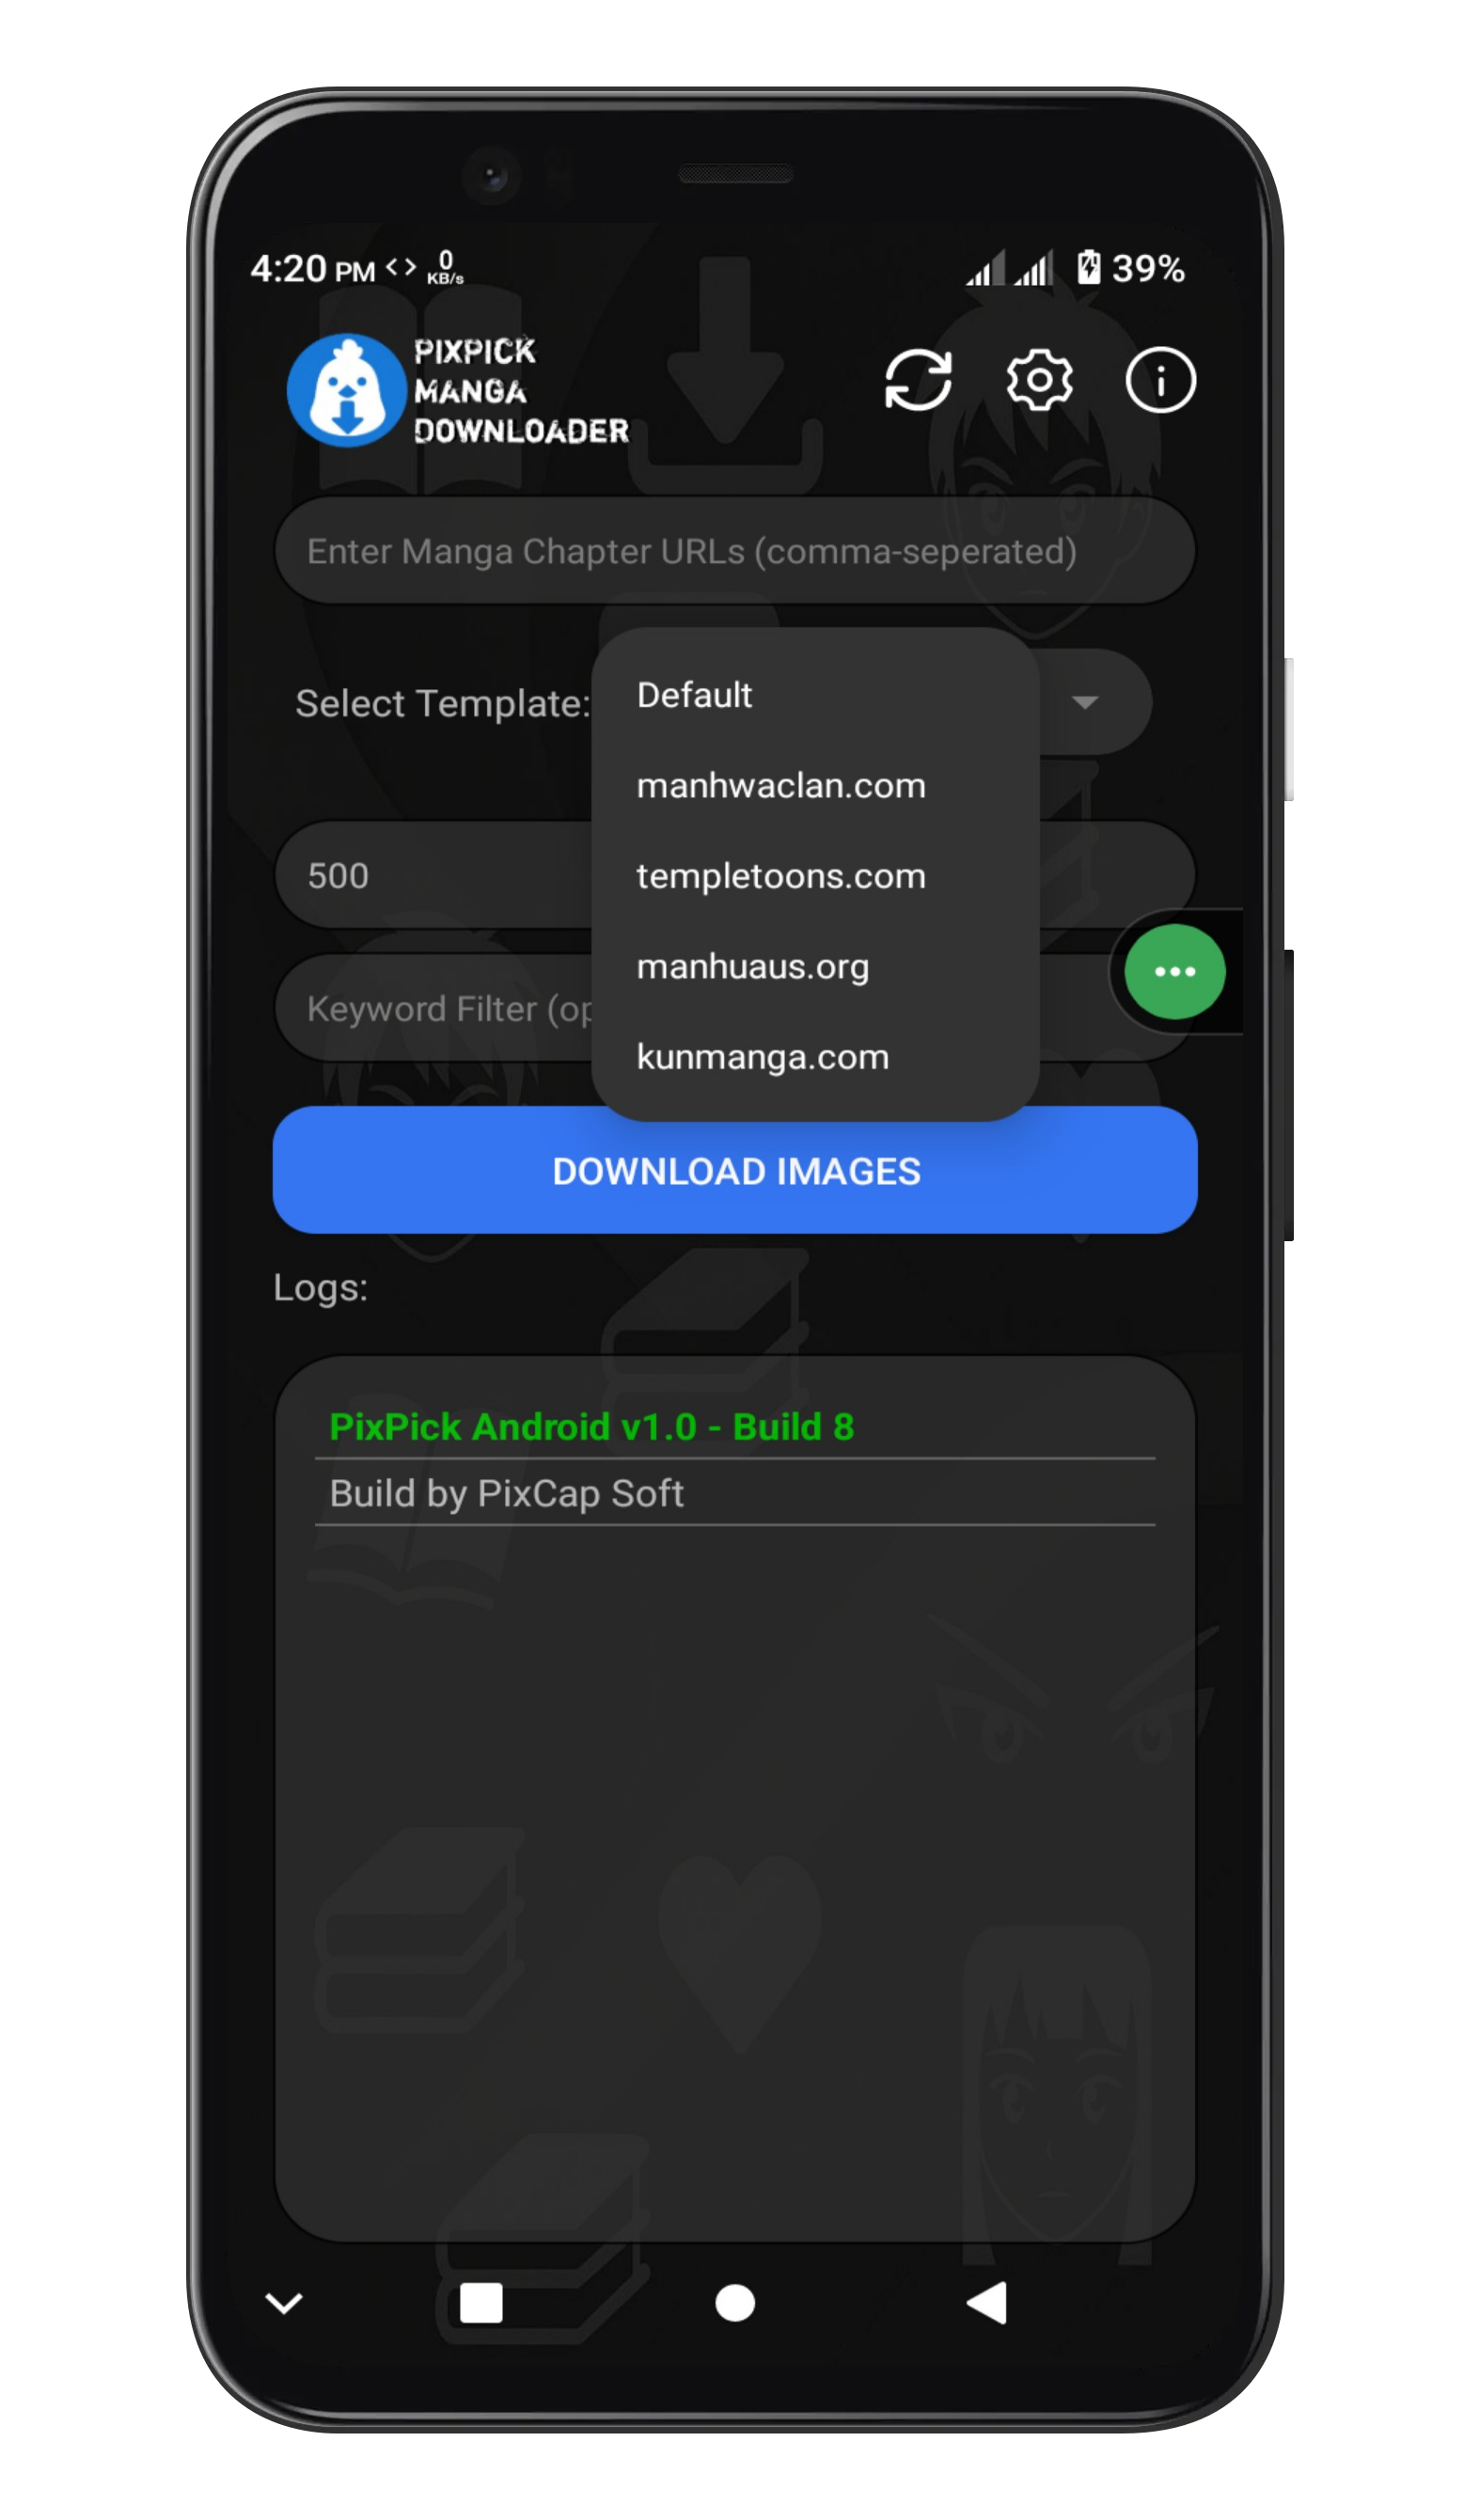 4:20 PM 0 KB/s 39%
PIXPICK
MANGA
DOWNLOADER
Enter Manga Chapter URLs (comma-seperated)
Select Template:
Default
manhwaclan.com
templetoons.com
manhuaus.org
kunmanga.com
500
Keyword Filter (op
DOWNLOAD IMAGES
Logs:
PixPick Android v1.0 - Build 8
Build by PixCap Soft